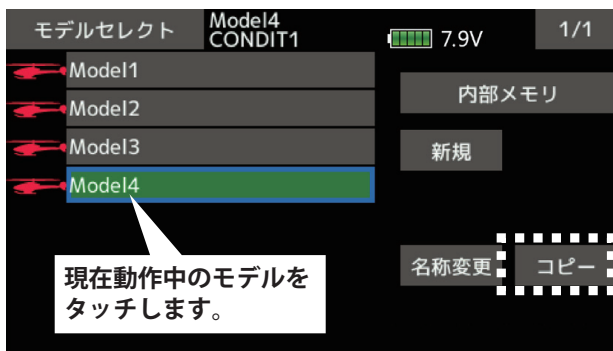 モデルセレクト
Model4
CONDIT1
7.9V
1/1
Model1
内部メモリ
Model2
Model3
新規
Model4
現在動作中のモデルを
タッチします。
名称変更
コピー